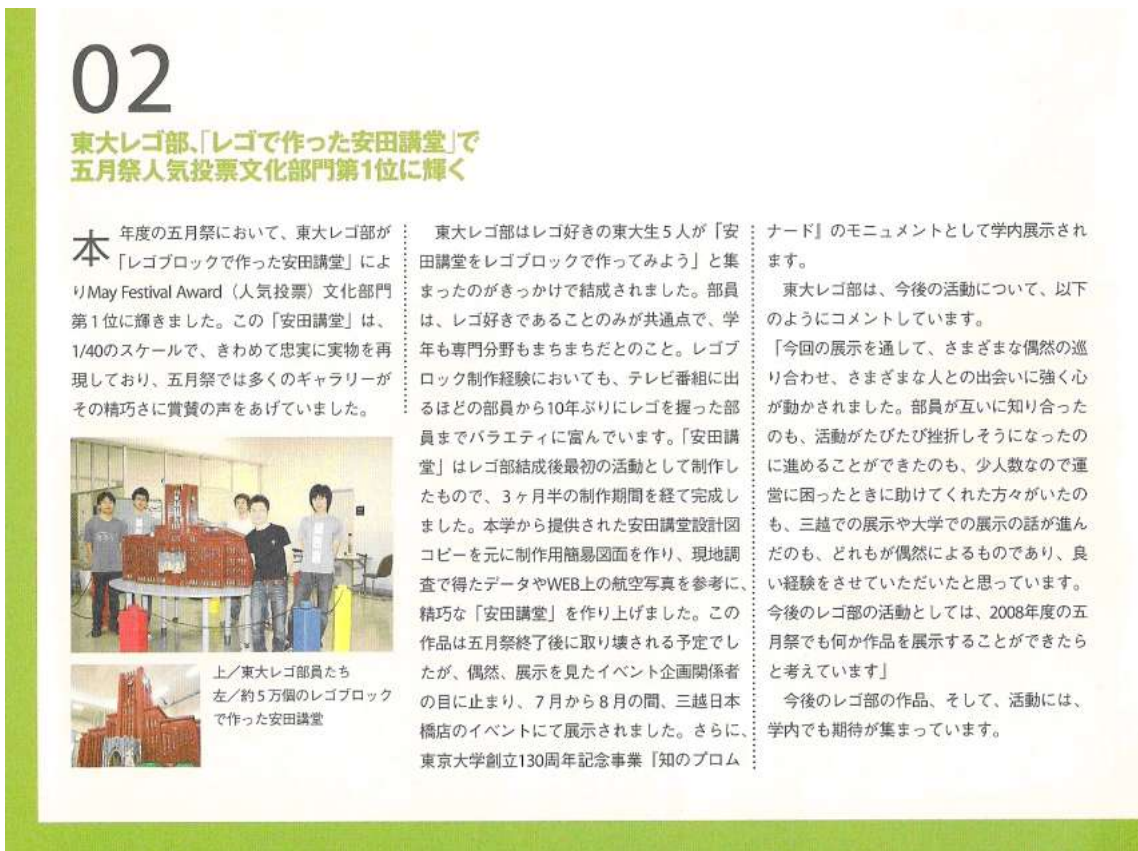 02
東大レゴ部、「レゴで作った安田講堂」で
五月祭人気投票文化部門第1位に輝く
本年度の五月祭において、東大レゴ部が
「レゴブロックで作った安田講堂」によ
りMay Festival Award（人気投票）文化部門
第1位に輝きました。この「安田講堂」は、
1/40のスケールで、きわめて忠実に実物を再
現しており、五月祭では多くのギャラリーが
その精巧さに賞賛の声をあげていました。
上／東大レゴ部員たち
左／約5万個のレゴブロック
で作った安田講堂
東大レゴ部はレゴ好きの東大生5人が「安
田講堂をレゴブロックで作ってみよう」と集
まったのがきっかけで結成されました。部員
は、レゴ好きであることのみが共通点で、学
年も専門分野もまちまちだとのこと。レゴブ
ロック制作経験においても、テレビ番組に出
るほどの部員から10年ぶりにレゴを握った部
員までバラエティに富んでいます。「安田講
堂」はレゴ部結成後最初の活動として制作し
たもので、3ヶ月半の制作期間を経て完成し
ました。本学から提供された安田講堂設計図
コピーを元に制作用簡易図面を作り、現地調
査で得たデータやWEB上の航空写真を参考に、
精巧な「安田講堂」を作り上げました。この
作品は五月祭終了後に取り壊される予定でし
たが、偶然、展示を見たイベント企画関係者
の目に止まり、7月から8月の間、三越日本
橋店のイベントにて展示されました。さらに、
東京大学創立130周年記念事業『知のプロム
ナード』のモニュメントとして学内展示され
ます。
東大レゴ部は、今後の活動について、以下
のようにコメントしています。
「今回の展示を通して、さまざまな偶然の巡
り合わせ、さまざまな人との出会いに強く心
が動かされました。部員が互いに知り合った
のも、活動がたびたび挫折しそうになったの
に進めることができたのも、少人数なので運
営に困ったときに助けてくれた方々がいたの
も、三越での展示や大学での展示の話が進ん
だのも、どれもが偶然によるものであり、良
い経験をさせていただいたと思っています。
今後のレゴ部の活動としては、2008年度の五
月祭でも何か作品を展示することができたら
と考えています」
今後のレゴ部の作品、そして、活動には、
学内でも期待が集まっています。